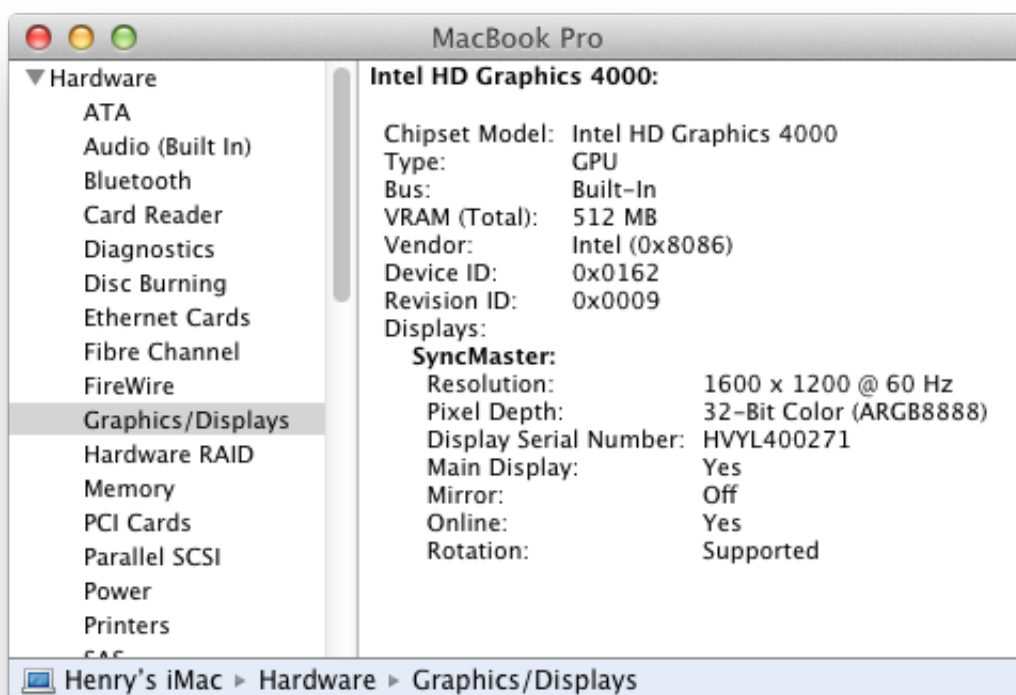 MacBook Pro
Hardware
ATA
Audio (Built In)
Bluetooth
Card Reader
Diagnostics
Disc Burning
Ethernet Cards
Fibre Channel
FireWire
Graphics/Displays
Hardware RAID
Memory
PCI Cards
Parallel SCSI
Power
Printers
Intel HD Graphics 4000:
Chipset Model: Intel HD Graphics 4000
Type: GPU
Bus: Built-In
VRAM (Total): 512 MB
Vendor: Intel (0x8086)
Device ID: 0x0162
Revision ID: 0x0009
Displays:
SyncMaster:
Resolution: 1600 x 1200 @ 60 Hz
Pixel Depth: 32-Bit Color (ARGB8888)
Display Serial Number: HVYL400271
Main Display: Yes
Mirror: Off
Online: Yes
Rotation: Supported
Henry's iMac ▸ Hardware ▸ Graphics/Displays